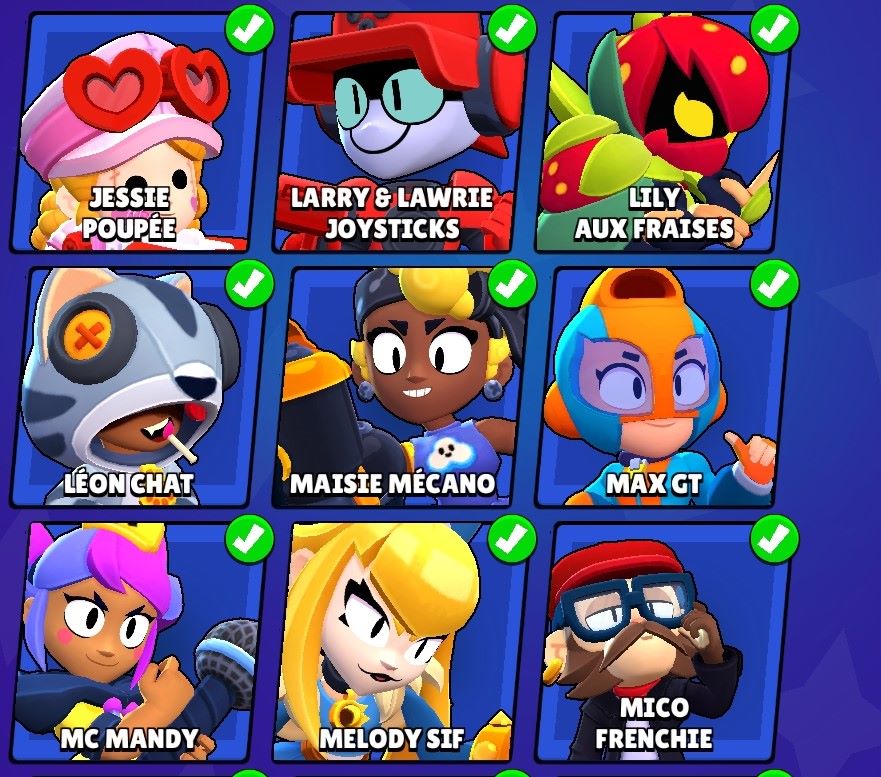 JESSIE
POUPÉE
LARRY & LAWRIE
JOYSTICKS
LILY
AUX FRAISES
LÉON CHAT
MAISIE MÉCANO
MAX GT
MC MANDY
MELODY SIF
MICO
FRENCHIE